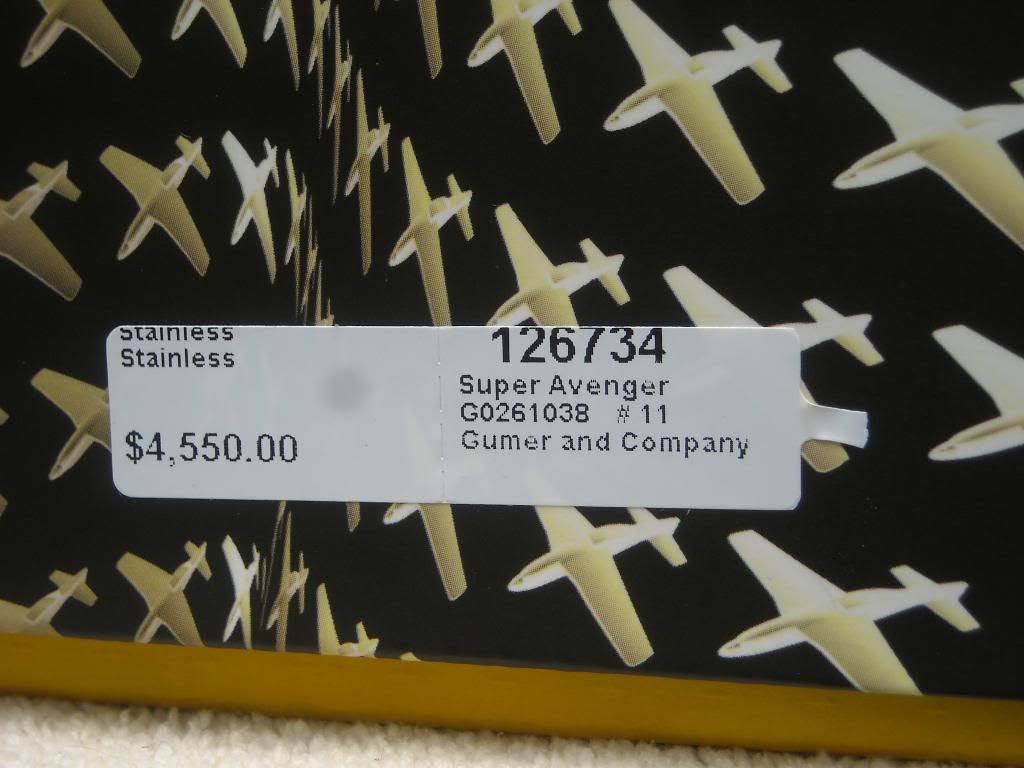 Stainless
Stainless
$4,550.00
126734
Super Avenger
G0261038 # 11
Gumer and Company